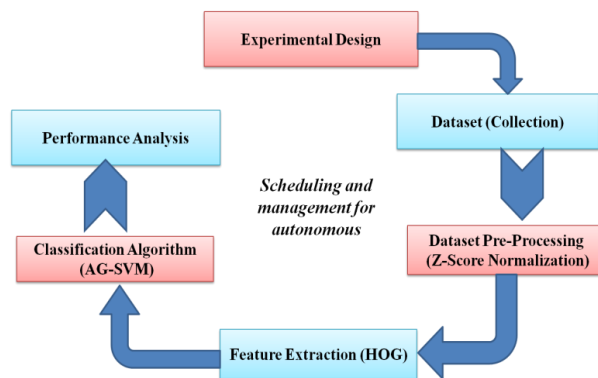 Experimental Design
Dataset (Collection)
Performance Analysis
Scheduling and
management for
autonomous
Dataset Pre-Processing
(Z-Score Normalization)
Classification Algorithm
(AG-SVM)
Feature Extraction (HOG)